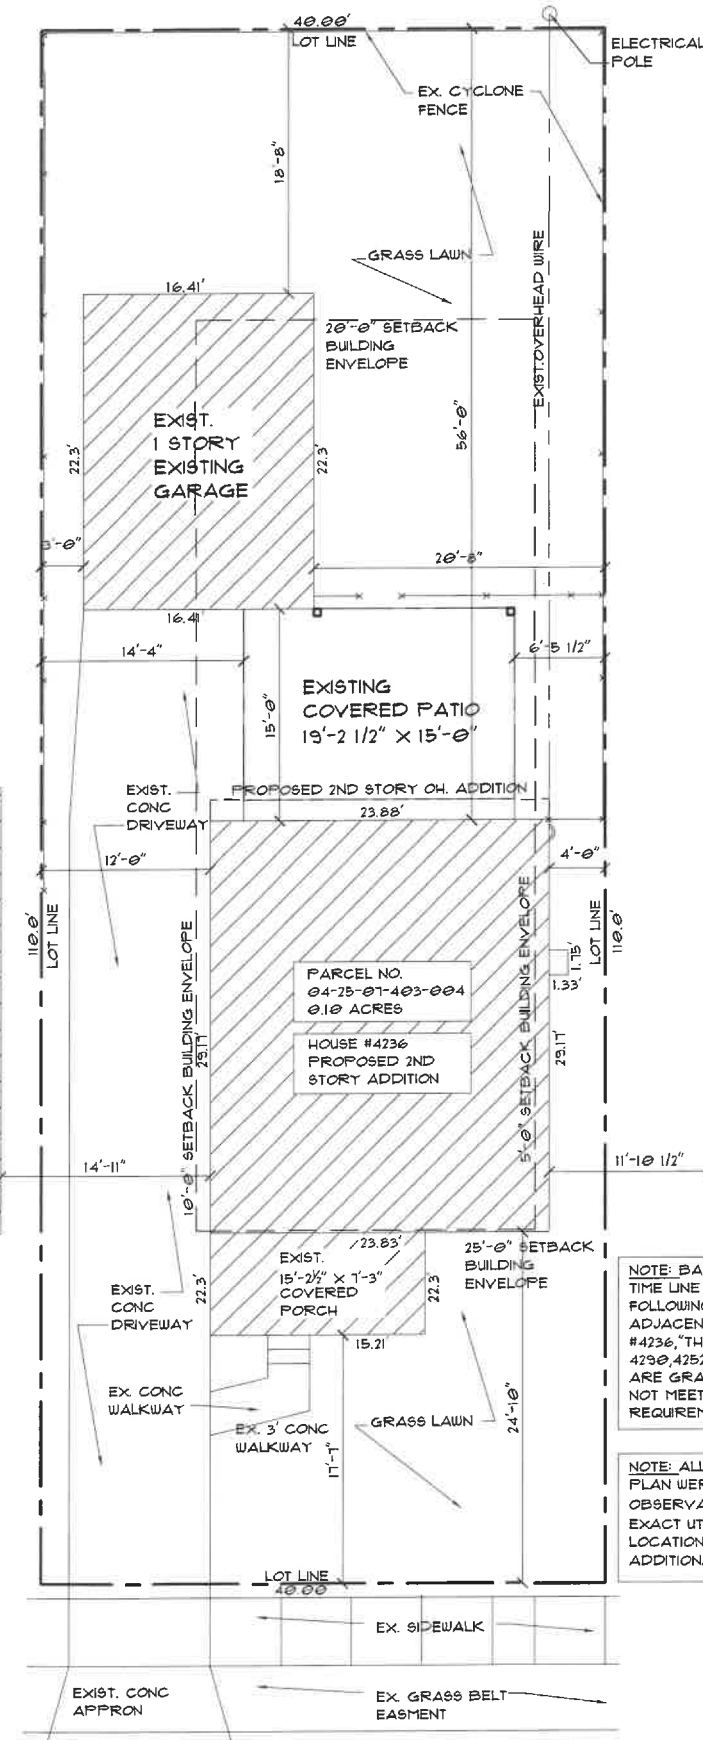 40.00'
LOT LINE
ELECTRICAL
POLE
EX. CYCLONE
FENCE
18'-8"
GRASS LAWN
EXIST.OVERHEAD WIRE
16.41'
20'-0" SETBACK
BUILDING
ENVELOPE
56'-0"
EXIST.
1 STORY
EXISTING
GARAGE
22.3'
22.3'
3'-0"
20'-8"
16.41'
14'-4"
6'-5 1/2"
EXISTING
COVERED PATIO
19'-2 1/2" X 15'-0"
15'-0"
EXIST.
CONC
DRIVEWAY
PROPOSED 2ND STORY OH. ADDITION
23.88'
12'-0"
4'-0"
110.0'
LOT LINE
LOT LINE
110.0'
10'-0" SETBACK BUILDING ENVELOPE
5'-0" SETBACK BUILDING ENVELOPE
1.75'
1.33'
PARCEL NO.
04-25-07-403-004
0.10 ACRES
HOUSE #4236
PROPOSED 2ND
STORY ADDITION
29.17'
29.17'
14'-11"
11'-10 1/2"
23.83'
EXIST.
15'-2½" X 7'-3"
COVERED
PORCH
25'-0" SETBACK
BUILDING
ENVELOPE
22.3'
22.3
15.21
EXIST.
CONC
DRIVEWAY
EX. CONC
WALKWAY
EX. 3' CONC
WALKWAY
GRASS LAWN
17'-7"
24'-10"
NOTE: BA
TIME LINE
FOLLOWING
ADJACEN
#4236,"TH
4290,4252
ARE GRA
NOT MEET
REQUIREM
NOTE: ALL
PLAN WER
OBSERVA
EXACT UT
LOCATION
ADDITION
LOT LINE
40.00
EX. SIDEWALK
EXIST. CONC
APPRON
EX. GRASS BELT
EASMENT